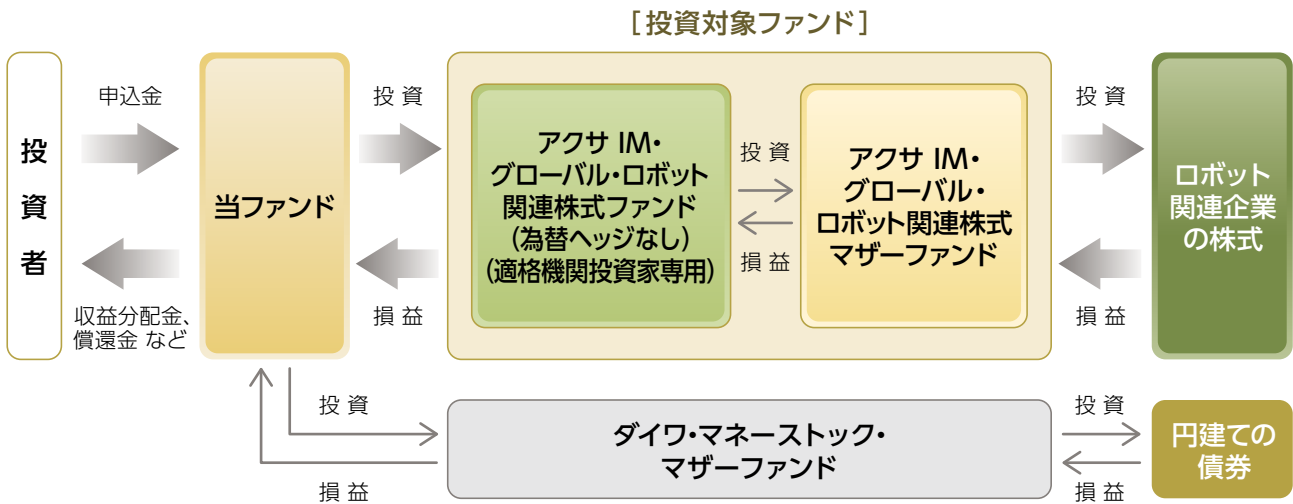 [投資対象ファンド]
投資者
申込金
収益分配金、
償還金 など
当ファンド
投 資
損 益
アクサ IM・
グローバル・ロボット
関連株式ファンド
(為替ヘッジなし)
(適格機関投資家専用)
投 資
損 益
アクサ IM・
グローバル・
ロボット関連株式
マザーファンド
投 資
損 益
ロボット
関連企業
の株式
投 資
損 益
ダイワ・マネーストック・
マザーファンド
投 資
損 益
円建ての
債券